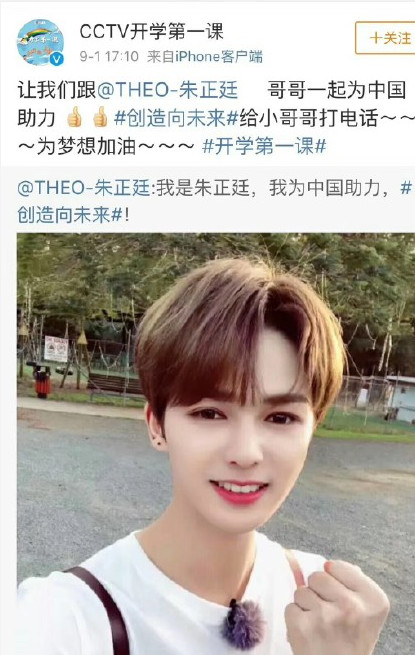 CCTV开学第一课
9-1 17:10 来自iPhone客户端
+关注
让我们跟@THEO-朱正廷 哥哥一起为中国
助力 👍👍#创造向未来#给小哥哥打电话～～
～为梦想加油～～～ #开学第一课#
@THEO-朱正廷:我是朱正廷，我为中国助力，#
创造向未来#!